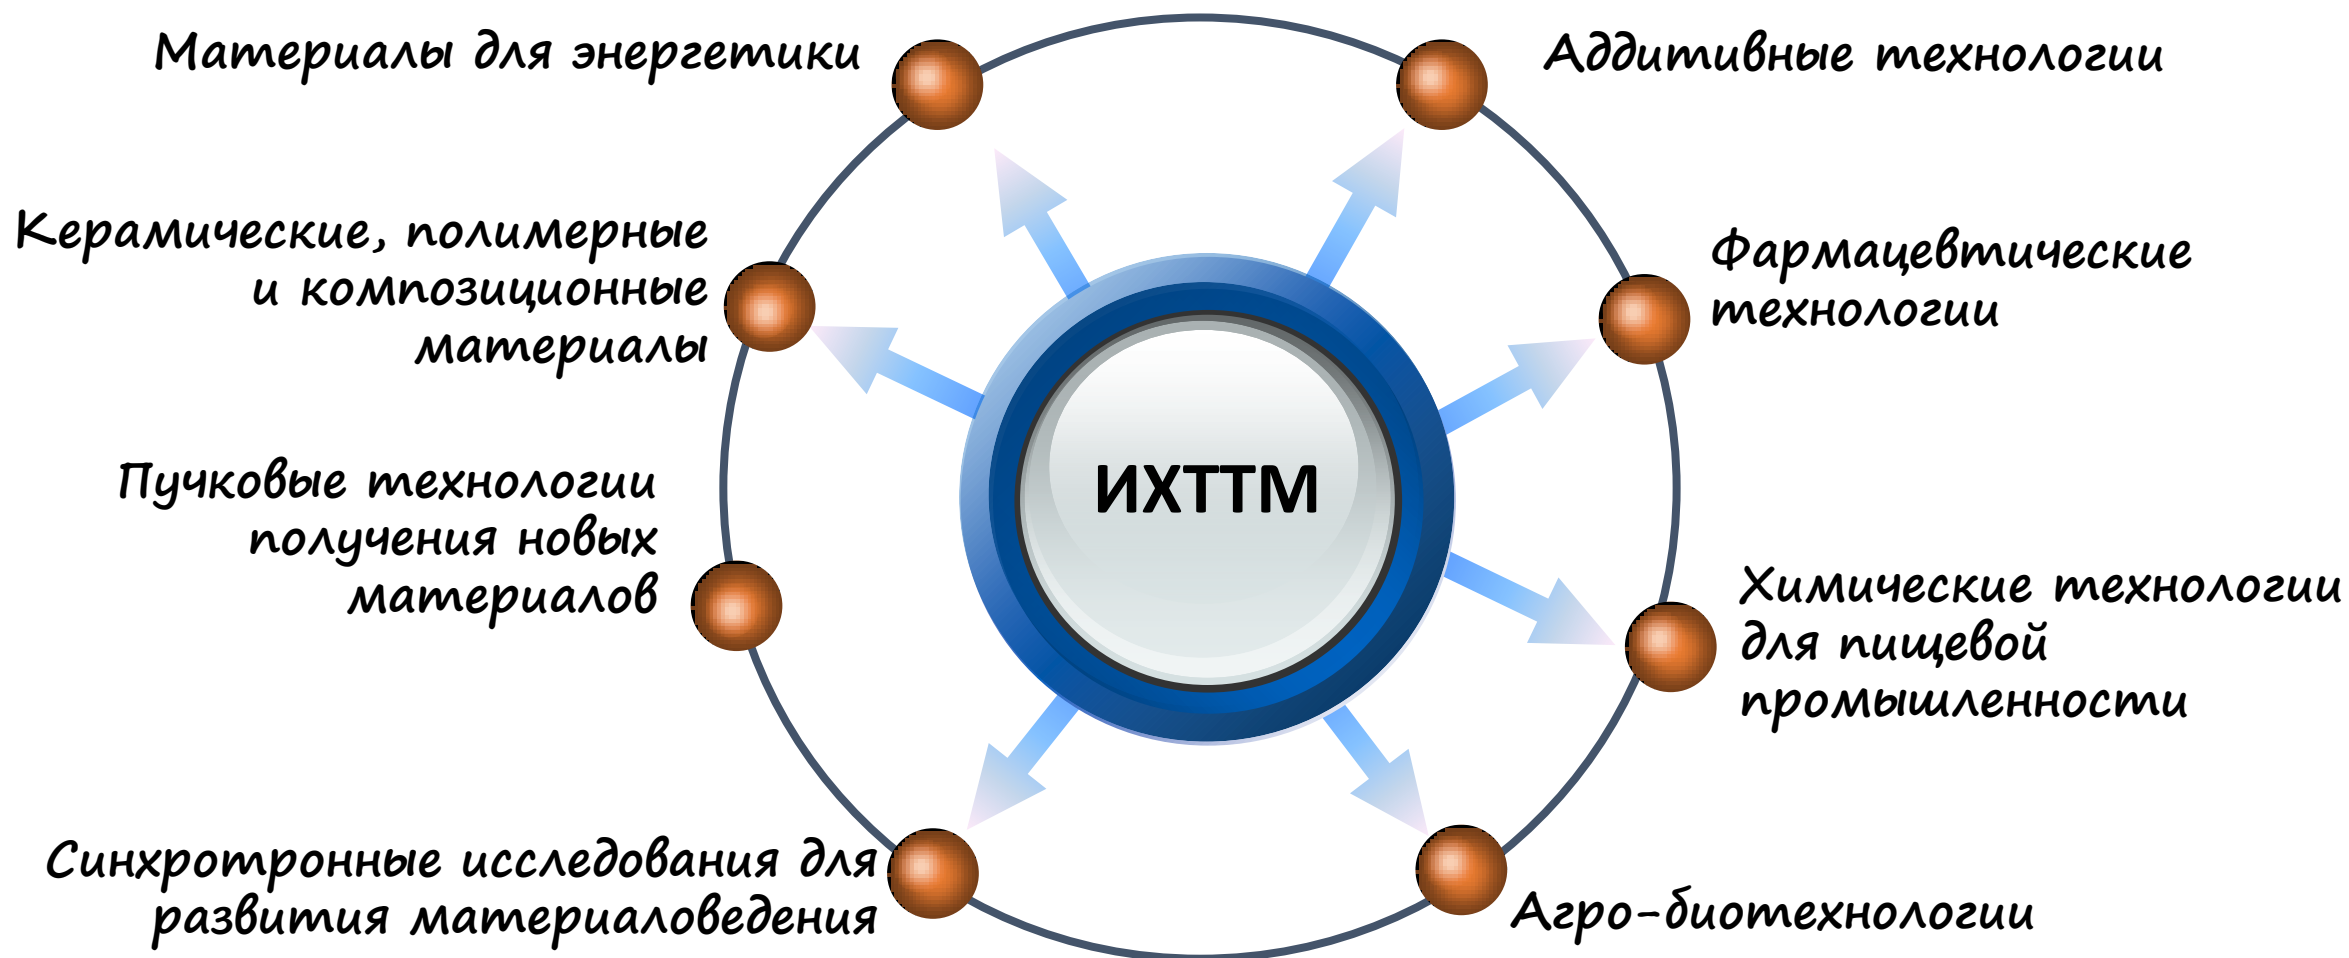 Материалы для энергетики
Аддитивные технологии
Керамические, полимерные
и композиционные
материалы
Фармацевтические
технологии
ИХТТМ
Пучковые технологии
получения новых
материалов
Химические технологии
для пищевой
промышленности
Синхротронные исследования для
развития материаловедения
Агро-биотехнологии